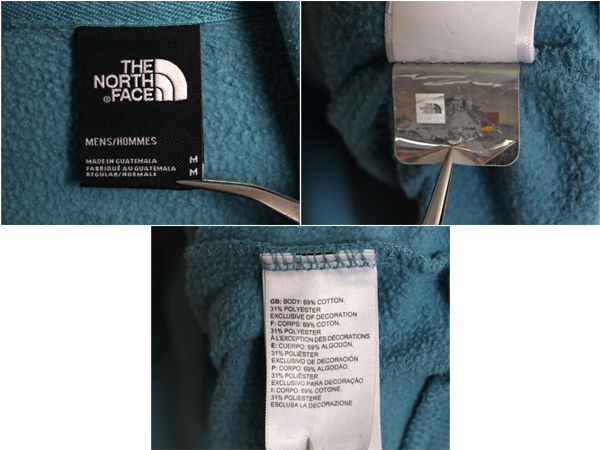 THE
NORTH
FACE
®
MENS/HOMMES
MADE IN GUATEMALA M
FABRIQUÉ AU GUATEMALA M
REGULAR/NORMALE
GB: BODY: 69% COTTON.
31% POLYESTER
EXCLUSIVE OF DECORATION
F: CORPS: 69% COTON.
31% POLYESTER
À L'EXCEPTION DES DÉCORATIONS
E: CUERPO: 69% ALGODÓN.
31% POLIÉSTER
EXCLUSIVO DE DECORACIÓN
P: CORPO: 69% ALGODÃO.
31% POLIÉSTER
EXCLUSIVO PARA DECORAÇÃO
I: CORPO: 69% COTONE.
31% POLIESTERE
ESCLUSA LA DECORAZIONE